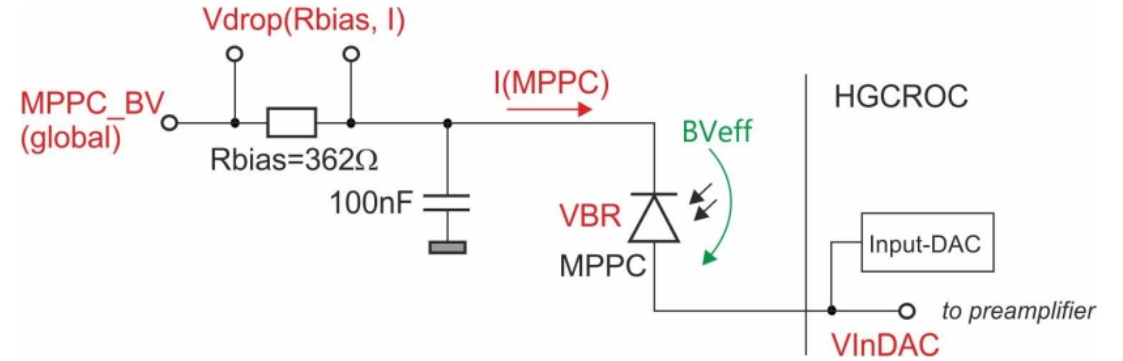 Vdrop(Rbias, I)
MPPC_BV
(global)
I(MPPC)
HGCROC
BVeff
Rbias=362Ω
100nF
VBR
MPPC
Input-DAC
to preamplifier
VInDAC